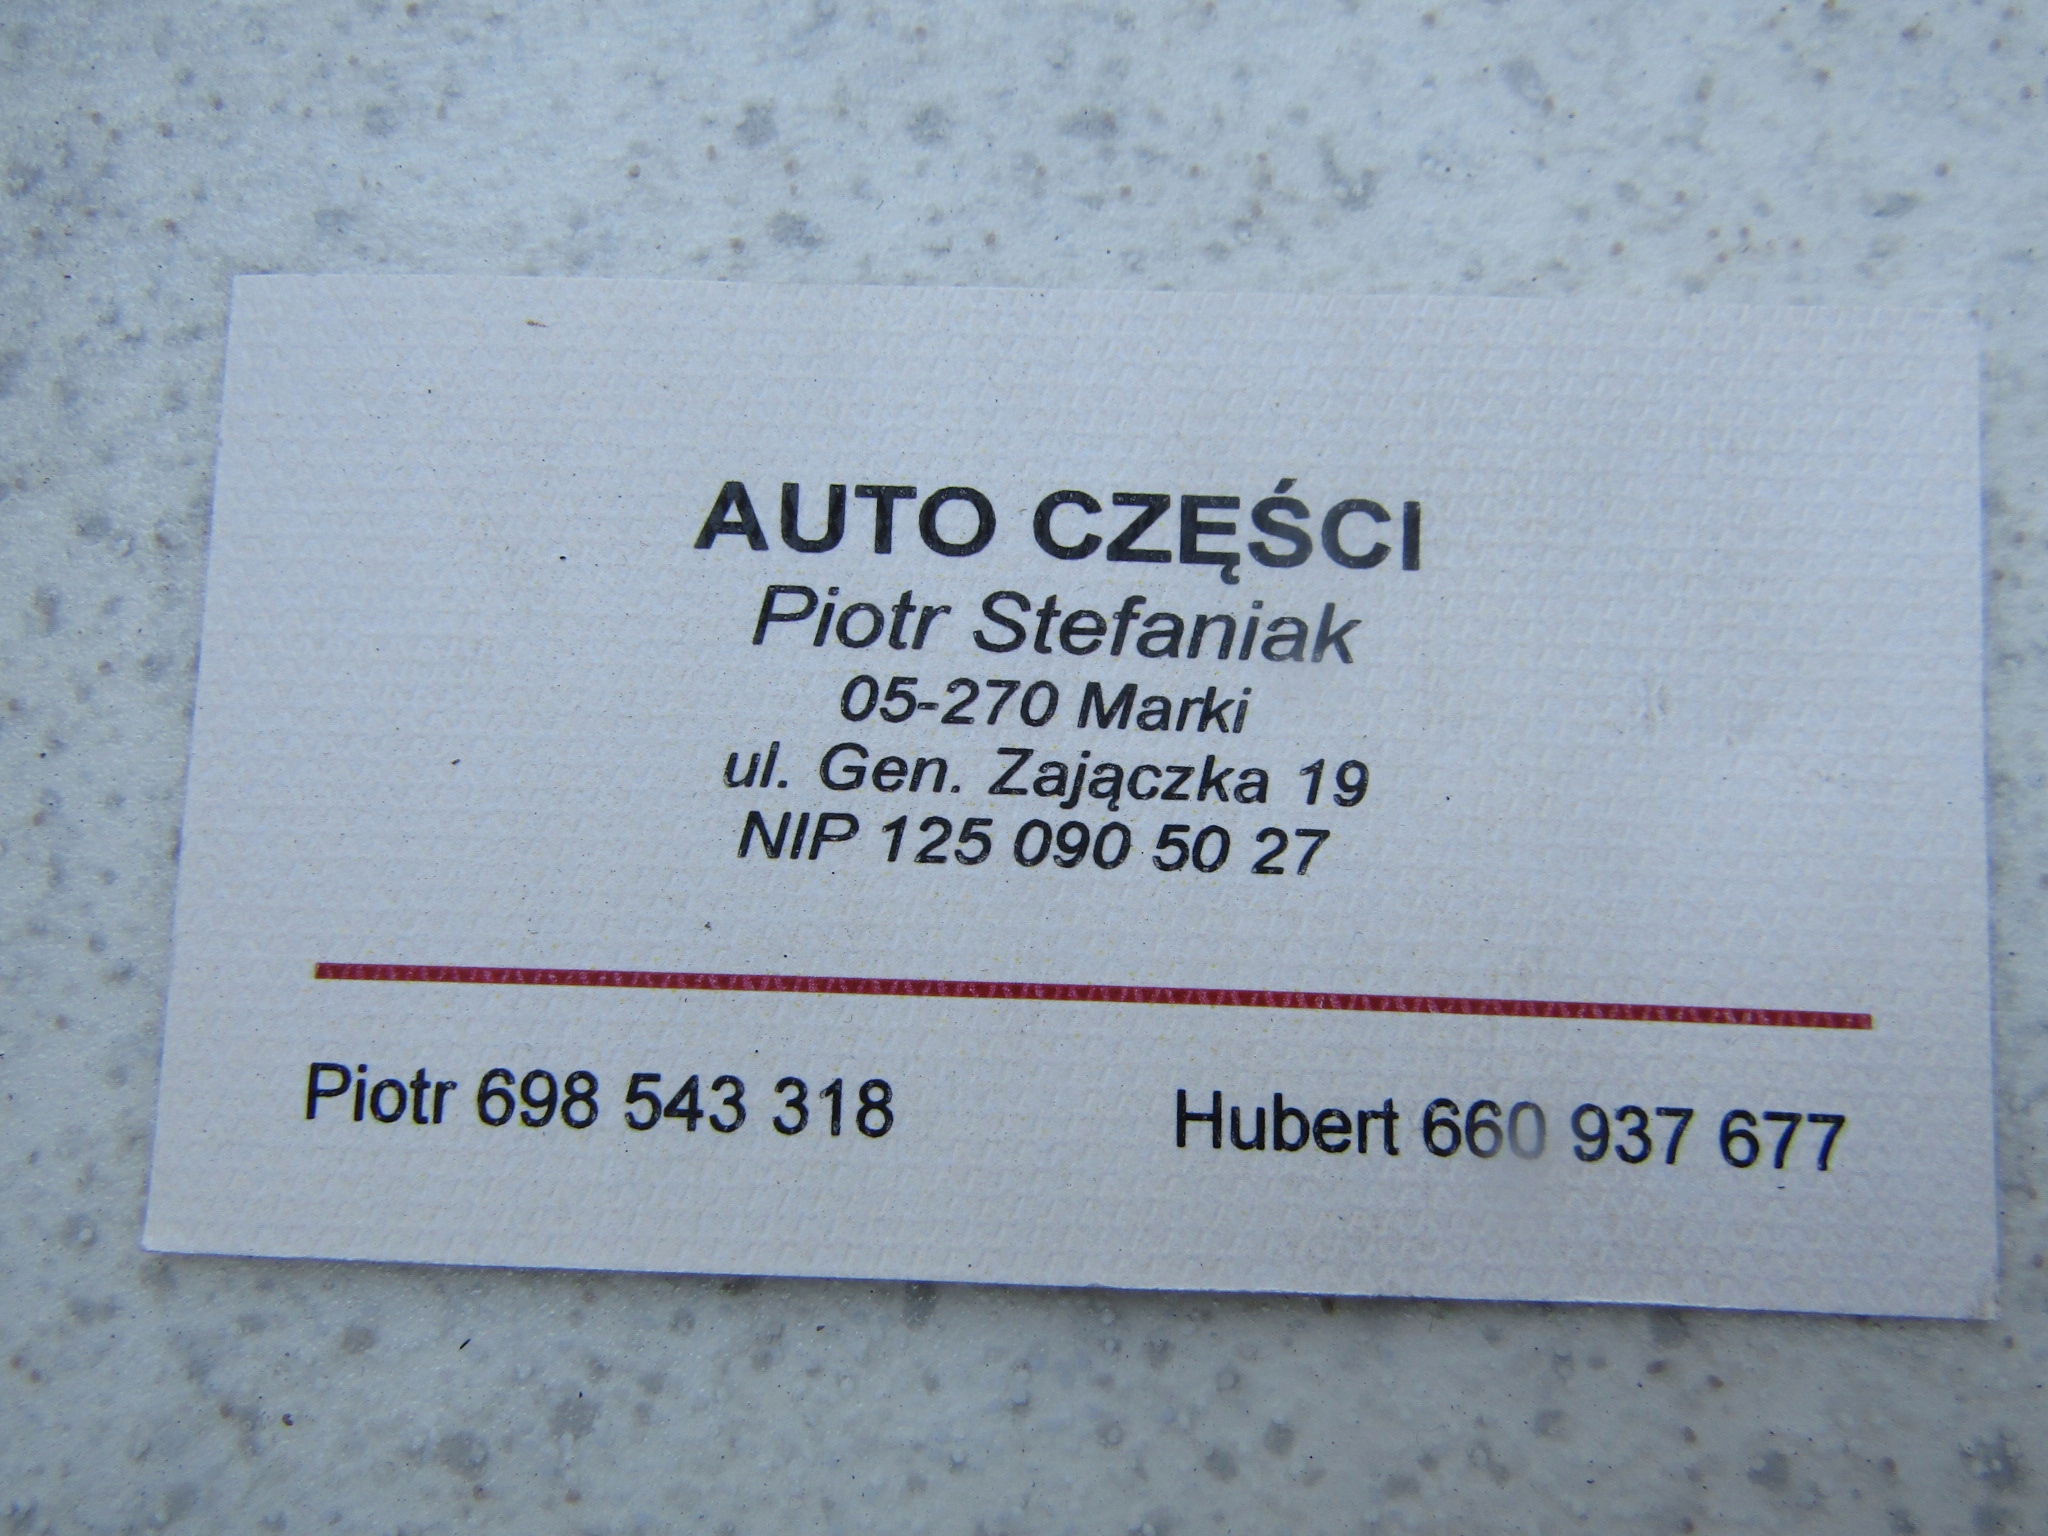 AUTO CZĘŚCI
Piotr Stefaniak
05-270 Marki
ul. Gen. Zajączka 19
NIP 125 090 50 27
Piotr 698 543 318
Hubert 660 937 677